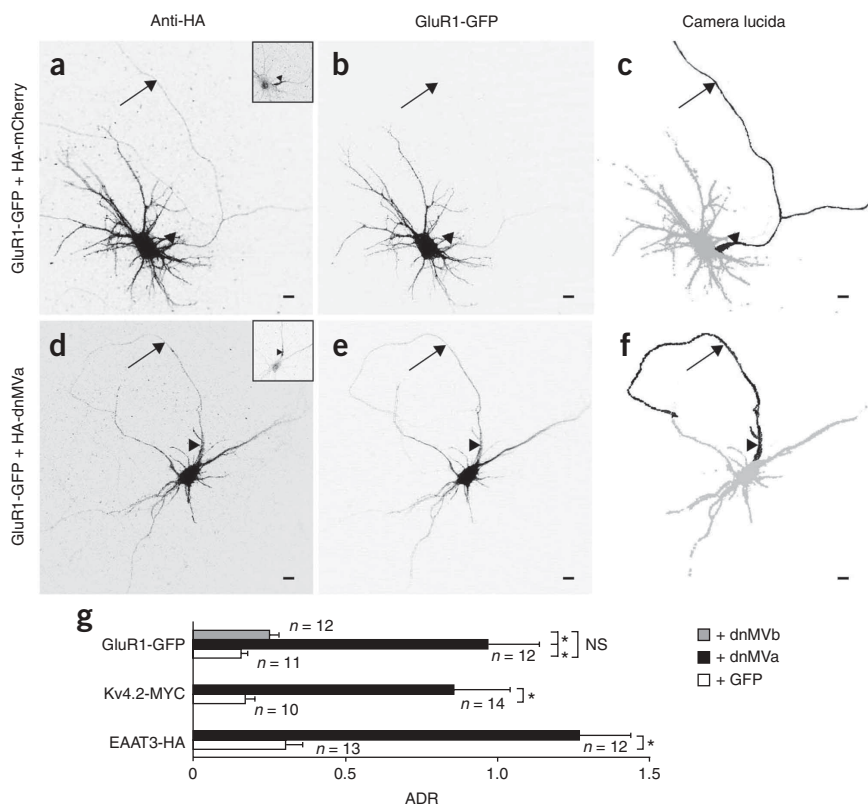 Anti-HA
GluR1-GFP
Camera lucida
GluR1-GFP + HA-mCherry
a
b
c
GluR1-GFP + HA-dnMVa
d
e
f
g
GluR1-GFP
n = 12
n = 12
n = 11
*
*
NS
Kv4.2-MYC
n = 14
n = 10
*
EAAT3-HA
n = 12
n = 13
*
0
0.5
1.0
1.5
ADR
+ dnMVb
+ dnMVa
+ GFP